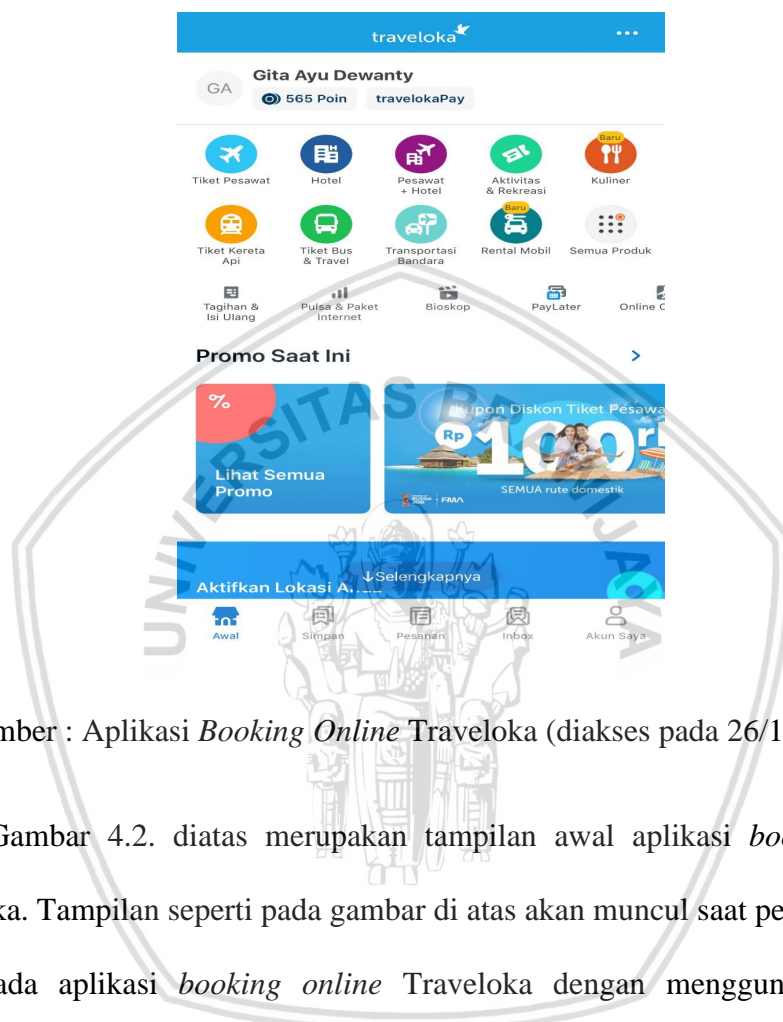 traveloka
GA
Gita Ayu Dewanty
565 Poin travelokaPay
Baru
Tiket Pesawat Hotel Pesawat + Hotel Aktivitas & Rekreasi Kuliner
Baru
Tiket Kereta Api Tiket Bus & Travel Transportasi Bandara Rental Mobil Semua Produk
Tagihan & Isi Ulang Pulsa & Paket Internet Bioskop PayLater Online
Promo Saat Ini
%
Lihat Semua
Promo
Kupon Diskon Tiket Pesawa
Rp 100r
SEMUA rute domestik
FMA
Aktifkan Lokasi
↓Selengkapnya
Awal Simpan Pesanan Inbox Akun Saya
UNIVERSITAS BRAWIJAYA
mber : Aplikasi Booking Online Traveloka (diakses pada 26/1
Gambar 4.2. diatas merupakan tampilan awal aplikasi
ka. Tampilan seperti pada gambar di atas akan muncul saat pe
ada aplikasi booking online Traveloka dengan menggun